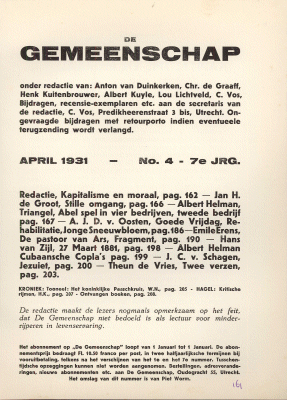 DE
GEMEENSCHAP
onder redactie van: Anton van Duinkerken, Chr. de Graaff,
Henk Kuitenbrouwer, Albert Kuyle, Lou Lichtveld, C. Vos,
Bijdragen, recensie-exemplaren etc. aan de secretaris van
de redactie, C. Vos, Predikheerenstraat 3 bis, Utrecht. On-
gevraagde bijdragen met retourporto indien eventueele
terugzending wordt verlangd.
APRIL 1931 — No. 4 - 7e JRG.
Redactie, Kapitalisme en moraal, pag. 162 — Jan H.
de Groot, Stille omgang, pag. 166 — Albert Helman,
Triangel, Abel spel in vier bedrijven, tweede bedrijf
pag. 167 — A. J. D. v. Oosten, Goede Vrijdag, Re-
habilitatie, Jonge Sneeuwbloem, pag. 186 — Emile Erens,
De pastoor van Ars, Fragment, pag. 190 — Hans
van Zijl, 27 Maart 1881, pag. 198 — Albert Helman
Cubaansche Copla's pag. 199 — J. C. v. Schagen,
Jezuiet, pag. 200 — Theun de Vries, Twee verzen,
pag. 203.
KRONIEK: Tooneel: Het koninklijke Paaschkruis, W.N., pag. 205 - HAGEL: Critische
rijmen, H.K., pag. 207 - Ontvangen boeken, pag. 208.
De redactie maakt de lezers nogmaals opmerkzaam op het feit,
dat De Gemeenschap niet bedoeld is als lectuur voor minder-
rijperen in levenservaring.
Het abonnement op „De Gemeenschap" loopt van 1 Januari tot 1 Januari. De abon-
nementsprijs bedraagt Fl. 10.50 franco per post, in twee halfjaarlijksche termijnen bij
vooruitbetaling, telkens na het verschijnen van het 1e en het 7e nummer. Tusschen-
tijdsche opzeggingen kunnen niet worden aangenomen. Bestellingen, adresverande-
ringen, nieuwe abonnementen etc. aan De Gemeenschap, Oudegracht 55, Utrecht.
Het omslag van dit nummer is van Piet Worm.
161